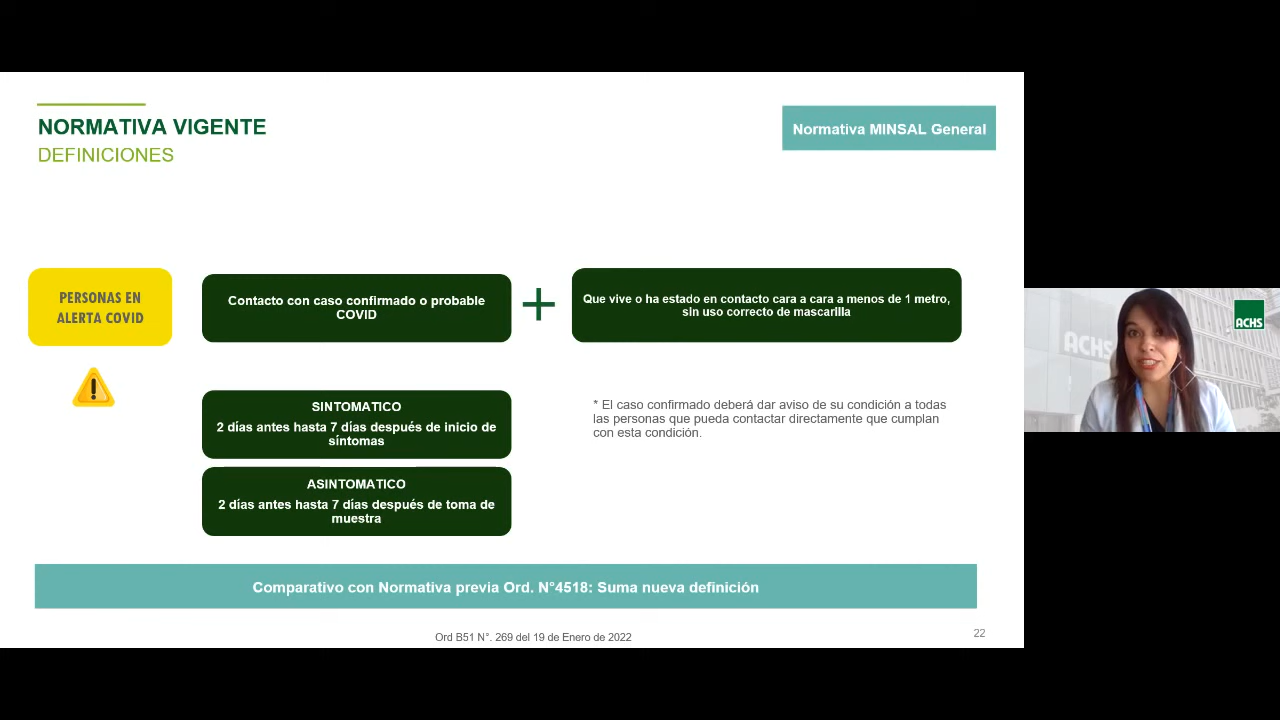 NORMATIVA VIGENTE
DEFINICIONES
Normativa MINSAL General
PERSONAS EN
ALERTA COVID
Contacto con caso confirmado o probable
COVID
Que vive o ha estado en contacto cara a cara a menos de 1 metro,
sin uso correcto de mascarilla
SINTOMATICO
2 días antes hasta 7 días después de inicio de
síntomas
ASINTOMATICO
2 días antes hasta 7 días después de toma de
muestra
* El caso confirmado deberá dar aviso de su condición a todas
las personas que pueda contactar directamente que cumplan
con esta condición.
Comparativo con Normativa previa Ord. N°4518: Suma nueva definición
Ord B51 N°. 269 del 19 de Enero de 2022
22
ACHS
ACHS